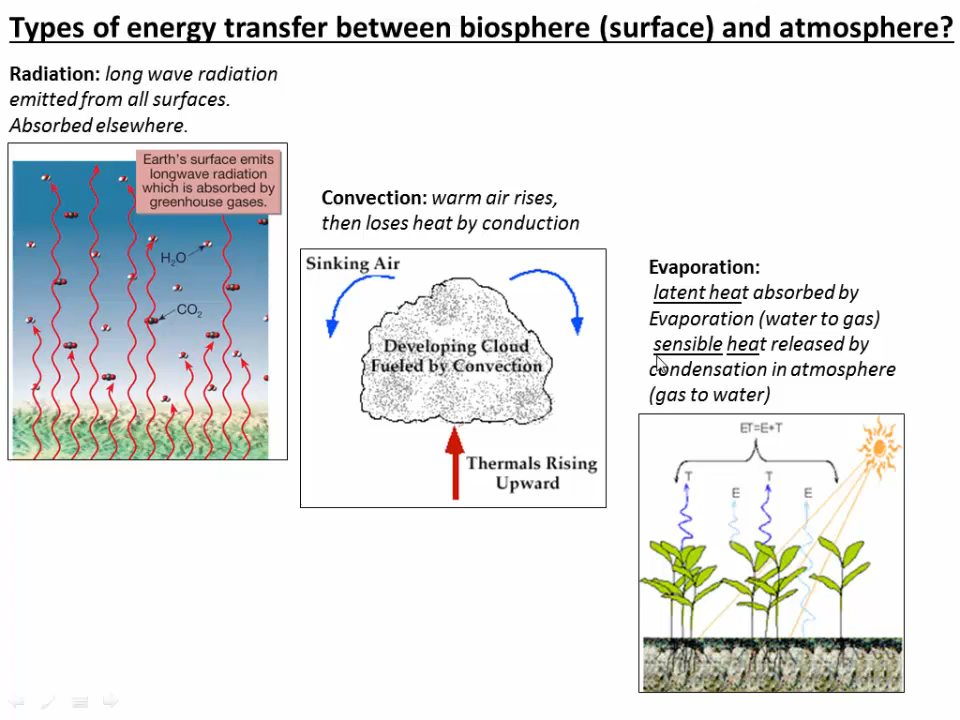 Types of energy transfer between biosphere (surface) and atmosphere?
Radiation: long wave radiation
emitted from all surfaces.
Absorbed elsewhere.
Earth's surface emits
longwave radiation
which is absorbed by
greenhouse gases.
H₂O
CO₂
Convection: warm air rises,
then loses heat by conduction
Sinking Air
Developing Cloud
Fueled by Convection
Thermals Rising
Upward
Evaporation:
latent heat absorbed by
Evaporation (water to gas)
sensible heat released by
condensation in atmosphere
(gas to water)
ET=E+T
T
E
T
E